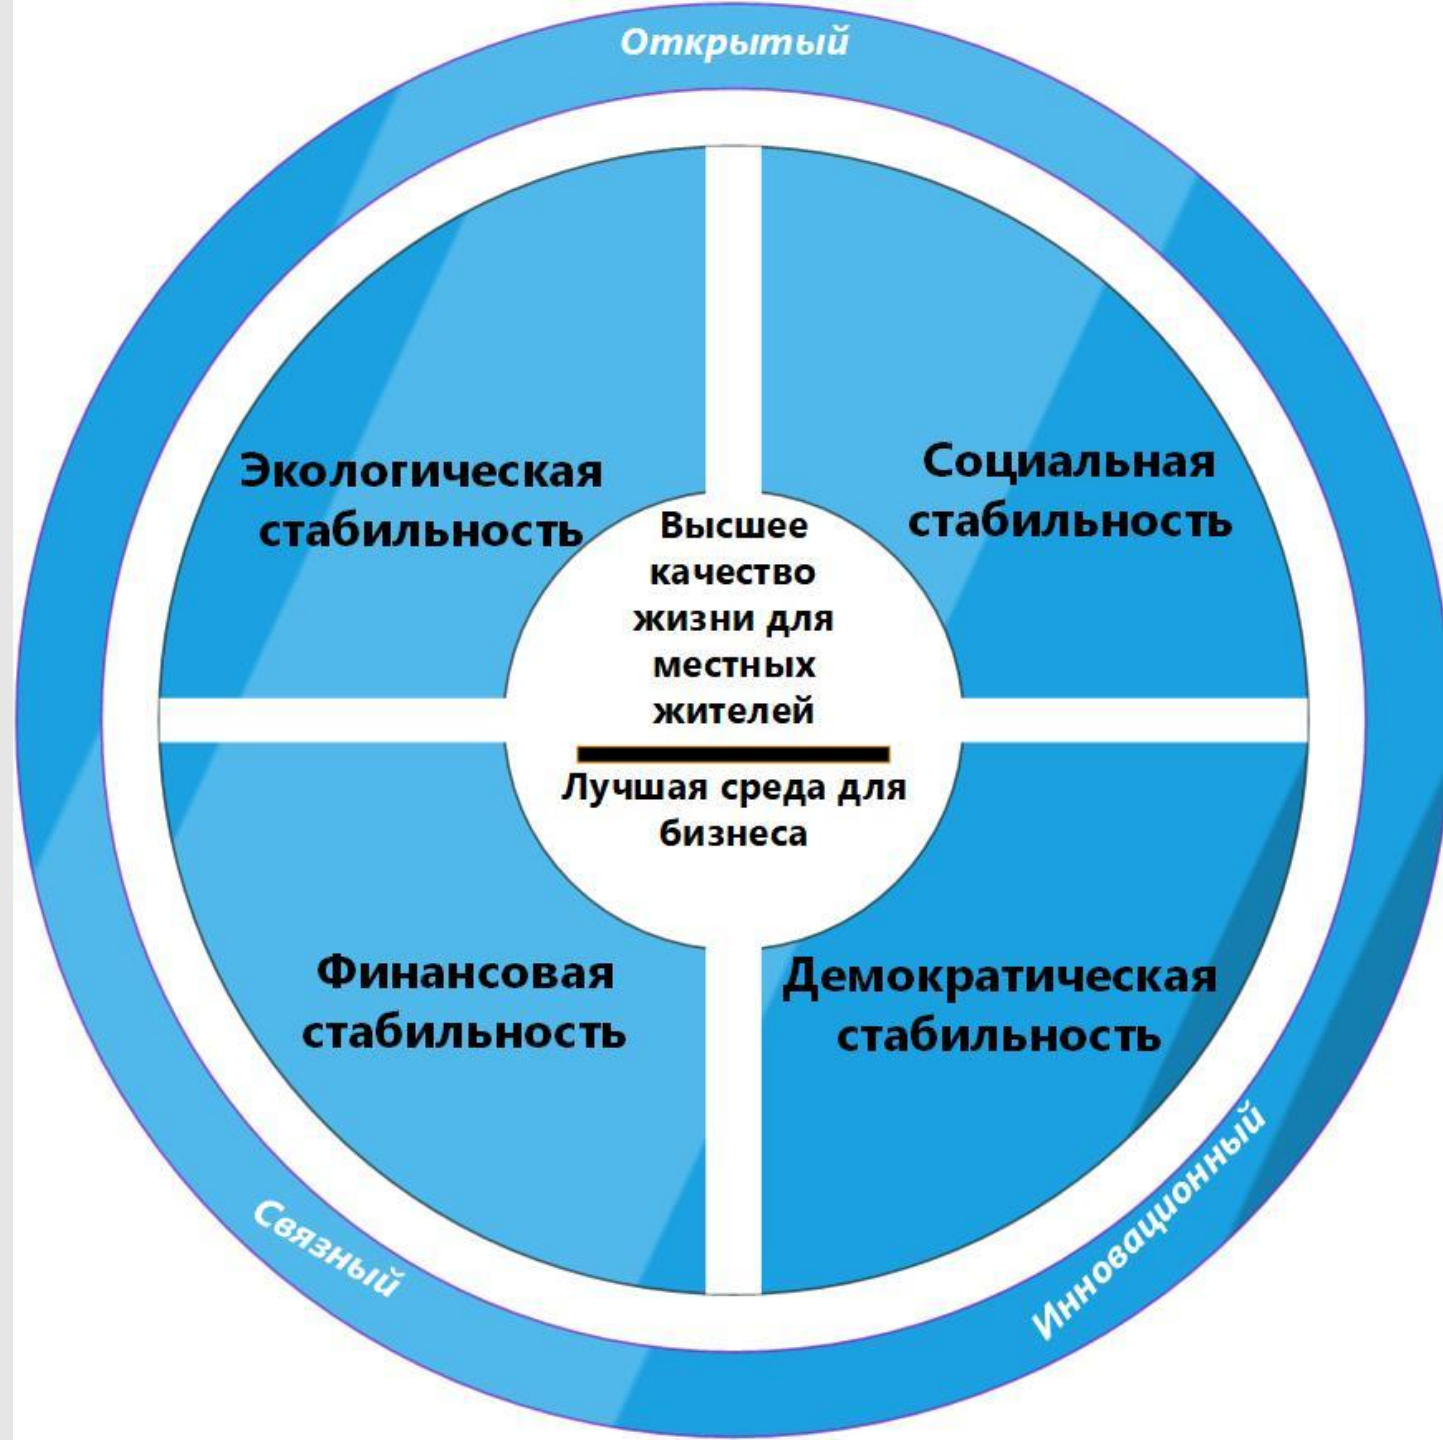 Открытый
Экологическая
стабильность
Социальная
стабильность
Высшее
качество
жизни для
местных
жителей
Лучшая среда для
бизнеса
Финансовая
стабильность
Демократическая
стабильность
Связный
Инновационный